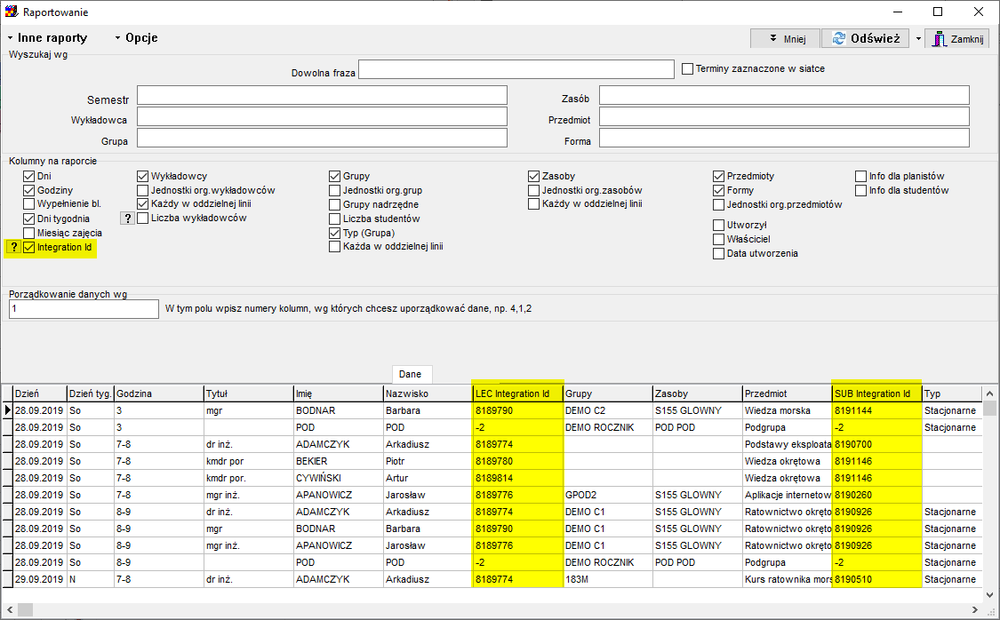 Raportowanie
Inne raporty Opcje Mniej Odśwież Zamknij
Wyszukaj wg
Dowolna fraza Terminy zaznaczone w siatce
Semestr Zasób
Wykładowca Przedmiot
Grupa Forma
Kolumny na raporcie
Dni Wykładowcy Grupy Zasoby Przedmioty Info dla planistów
Godziny Jednostki org.wykładowców Jednostki org.grup Jednostki org.zasobów Formy Info dla studentów
Wypełnienie bl. Każdy w oddzielnej linii Grupy nadrzędne Każdy w oddzielnej linii Jednostki org.przedmiotów
Dni tygodnia ? Liczba wykładowców Liczba studentów Utworzył
Miesiąc zajęcia Typ (Grupa) Właściciel
? Integration Id Każda w oddzielnej linii Data utworzenia
Porządkowanie danych wg
1 W tym polu wpisz numery kolumn, wg których chcesz uporządkować dane, np. 4,1,2
Dane
Dzień Dzień tyg. Godzina Tytuł Imię Nazwisko LEC Integration Id Grupy Zasoby Przedmiot SUB Integration Id Typ
28.09.2019 So 3 mgr BODNAR Barbara 8189790 DEMO C2 S155 GLOWNY Wiedza morska 8191144 Stacjonarne
28.09.2019 So 3 POD POD -2 DEMO ROCZNIK POD POD Podgrupa -2 Stacjonarne
28.09.2019 So 7-8 dr inż. ADAMCZYK Arkadiusz 8189774 Podstawy eksploata 8190700
28.09.2019 So 7-8 kmdr por BEKIER Piotr 8189780 Wiedza okrętowa 8191146
28.09.2019 So 7-8 kmdr por. CYWIŃSKI Artur 8189814 Wiedza okrętowa 8191146
28.09.2019 So 7-8 mgr inż. APANOWICZ Jarosław 8189776 GPOD2 S155 GLOWNY Aplikacje internetow 8190260
28.09.2019 So 8-9 dr inż. ADAMCZYK Arkadiusz 8189774 DEMO C1 S155 GLOWNY Ratownictwo okręto 8190926 Stacjonarne
28.09.2019 So 8-9 mgr BODNAR Barbara 8189790 DEMO C1 S155 GLOWNY Ratownictwo okręto 8190926 Stacjonarne
28.09.2019 So 8-9 mgr inż. APANOWICZ Jarosław 8189776 DEMO C1 S155 GLOWNY Ratownictwo okręto 8190926 Stacjonarne
28.09.2019 So 8-9 POD POD -2 DEMO ROCZNIK POD POD Podgrupa -2 Stacjonarne
29.09.2019 N 7-8 dr inż. ADAMCZYK Arkadiusz 8189774 183M Kurs ratownika mors 8190510 Stacjonarne